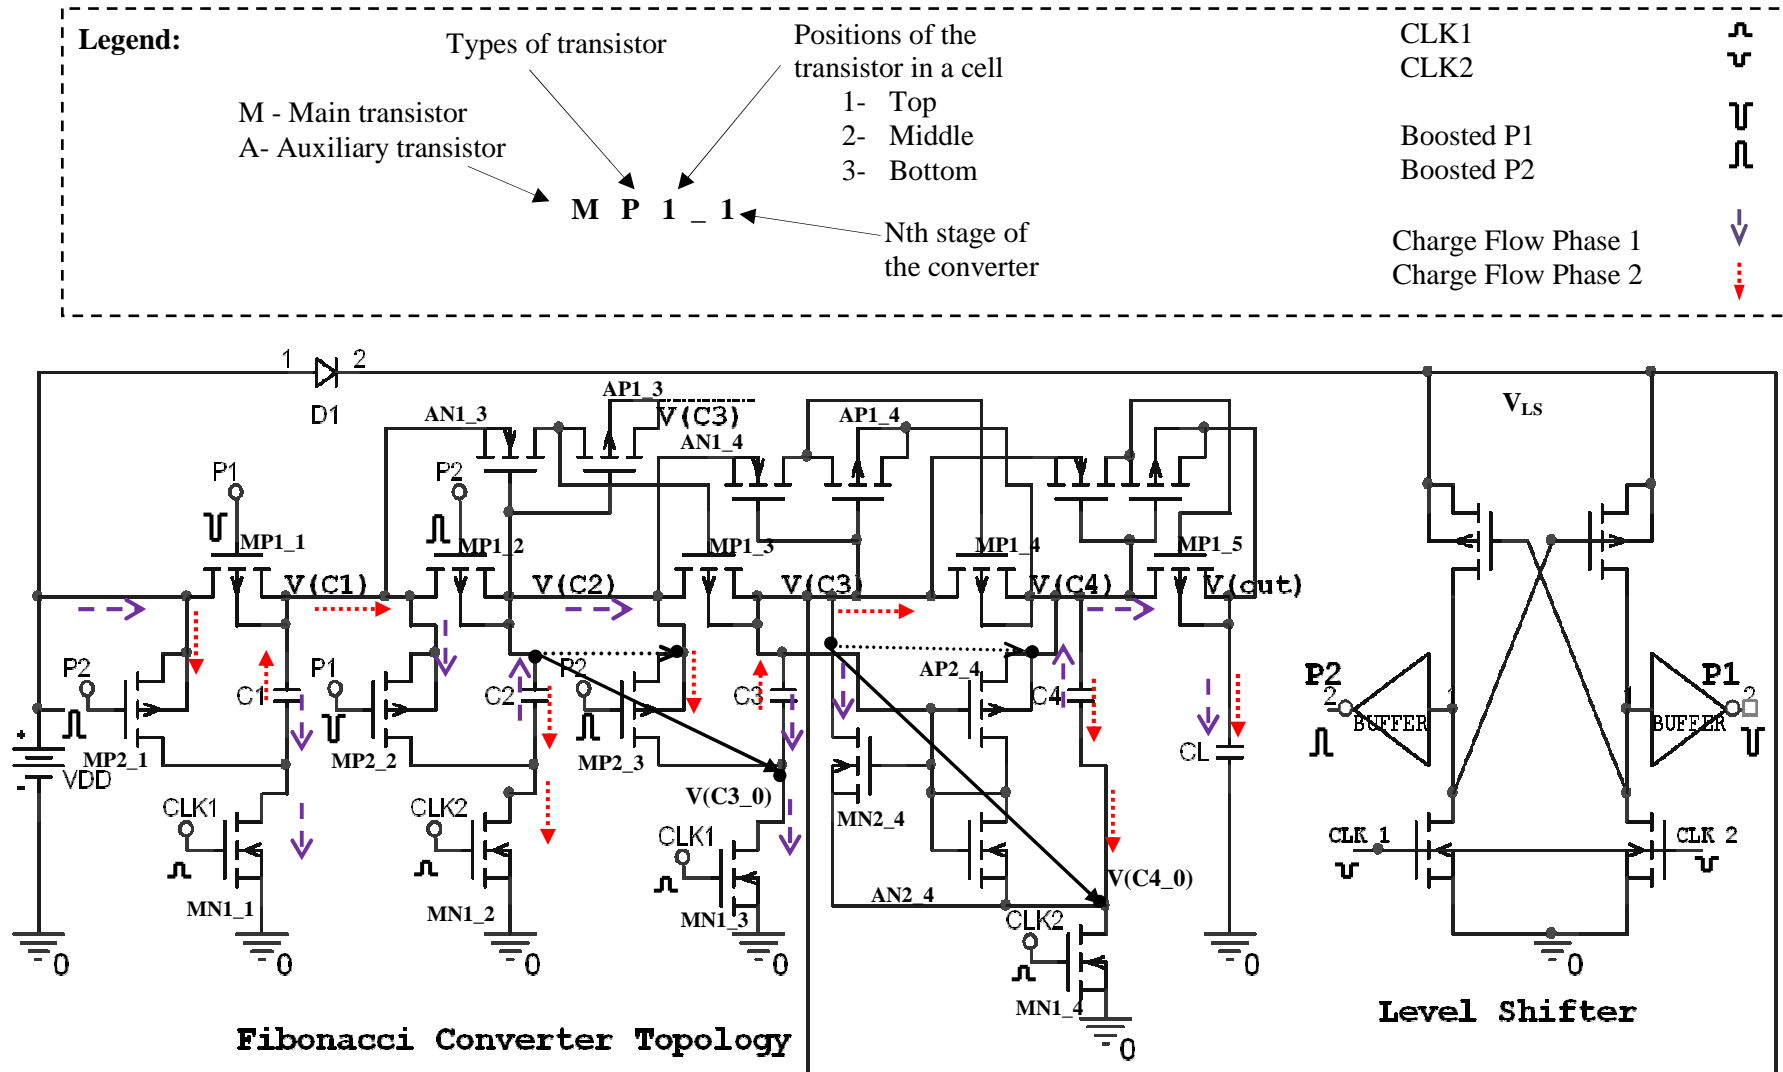 Legend:
Types of transistor
Positions of the
transistor in a cell
1- Top
2- Middle
3- Bottom
M - Main transistor
A- Auxiliary transistor
M P 1 _ 1
Nth stage of
the converter
CLK1
CLK2
Boosted P1
Boosted P2
Charge Flow Phase 1
Charge Flow Phase 2
1
2
D1
AP1_3
AN1_3
V(C3)
AP1_4
AN1_4
V_LS
P1
P2
MP1_1
MP1_2
MP1_3
MP1_4
MP1_5
V(C1)
V(C2)
V(C3)
V(C4)
V(out)
P2
P1
P2
AP2_4
C1
C2
C3
C4
CL
+
-
VDD
MP2_1
MP2_2
MP2_3
V(C3_0)
MN2_4
P2
2
BUFFER
1
1
BUFFER
P1
2
CLK1
CLK2
CLK1
CLK_1
CLK_2
MN1_1
MN1_2
MN1_3
AN2_4
V(C4_0)
CLK2
MN1_4
0
0
0
0
0
0
0
Fibonacci Converter Topology
Level Shifter